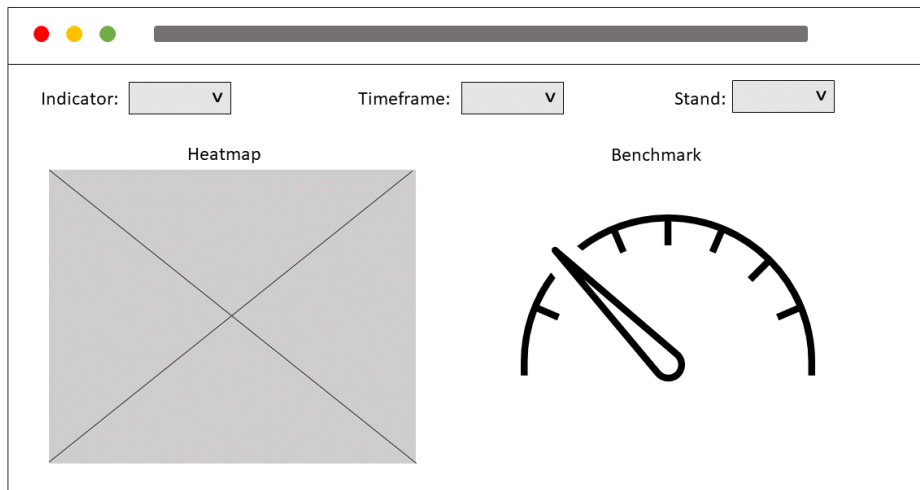 Indicator:
Timeframe:
Stand:
Heatmap
Benchmark